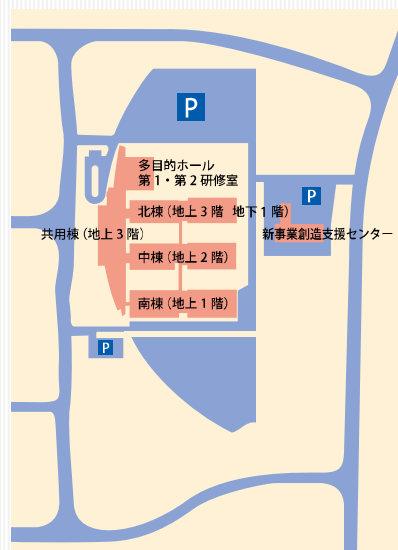 P
多目的ホール
第1・第2研修室
P
北棟(地上3階 地下1階)
共用棟(地上3階)
新事業創造支援センター
中棟(地上2階)
南棟(地上1階)
P